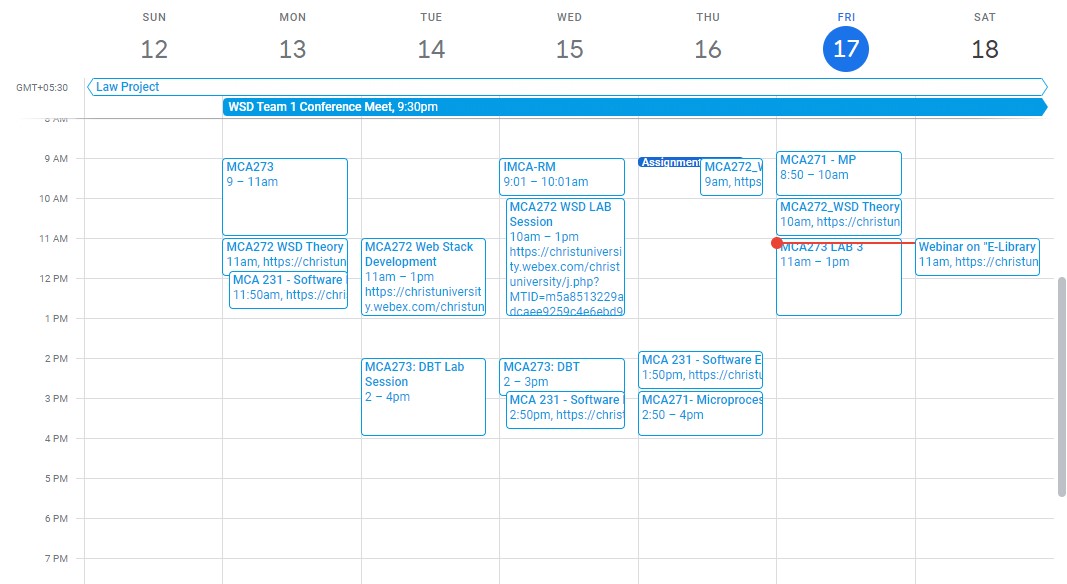 SUN
MON
TUE
WED
THU
FRI
SAT
12
13
14
15
16
17
18
GMT+05:30
Law Project
WSD Team 1 Conference Meet, 9:30pm
9 AM
10 AM
11 AM
12 PM
1 PM
2 PM
3 PM
4 PM
5 PM
6 PM
7 PM
MCA273
9 – 11am
MCA272 WSD Theory
11am, https://christun
MCA 231 - Software
11:50am, https://chri
MCA272 Web Stack
Development
11am – 1pm
https://christuniversit
y.webex.com/christun
MCA273: DBT Lab
Session
2 – 4pm
IMCA-RM
9:01 – 10:01am
MCA272 WSD LAB
Session
10am – 1pm
https://christuniversi
ty.webex.com/christ
university/j.php?
MTID=m5a8513229a
dcaee9259c4e6ebd9
MCA273: DBT
2 – 3pm
MCA 231 - Software
2:50pm, https://chris
Assignment
MCA272_W
9am, https
MCA 231 - Software E
1:50pm, https://christu
MCA271- Microproces
2:50 – 4pm
MCA271 - MP
8:50 – 10am
MCA272_WSD Theory
10am, https://christun
MCA273 LAB 3
11am – 1pm
Webinar on "E-Library
11am, https://christun